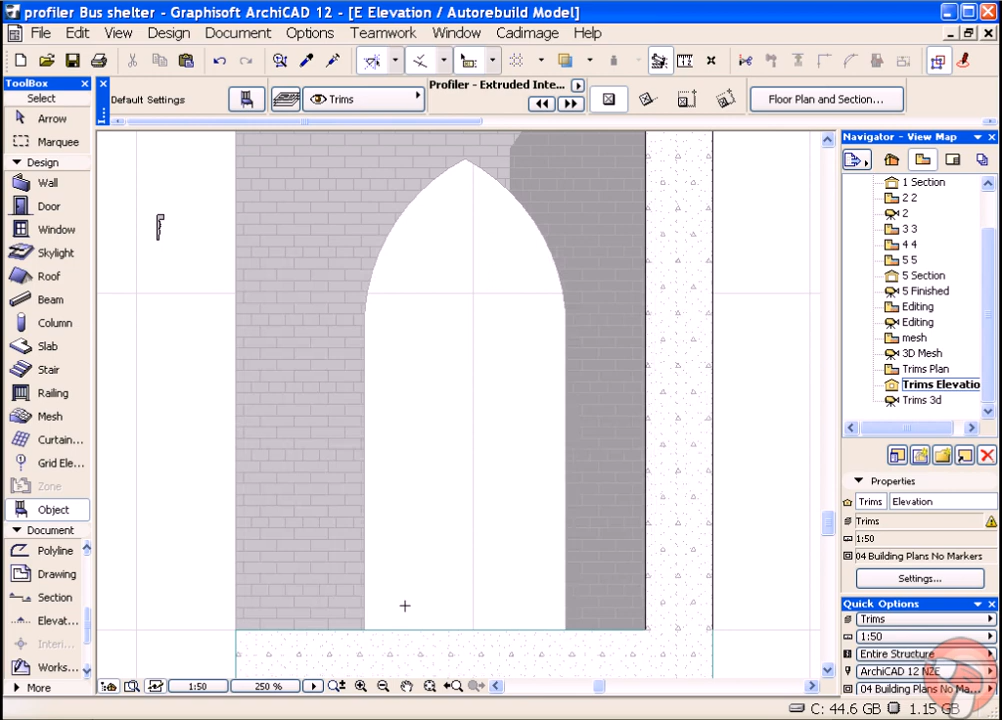 profiler Bus shelter - Graphisoft ArchiCAD 12 - [E Elevation / Autorebuild Model]
File Edit View Design Document Options Teamwork Window Cadimage Help
ToolBox
Select
Arrow
Marquee
Design
Wall
Door
Window
Skylight
Roof
Beam
Column
Slab
Stair
Railing
Mesh
Curtain...
Grid Ele...
Zone
Object
Document
Polyline
Drawing
Section
Elevat...
Interi...
Works...
More
Default Settings
Trims
Profiler - Extruded Inte...
Floor Plan and Section...
Navigator - View Map
1 Section
2 2
2
3 3
4 4
5 5
5 Section
5 Finished
Editing
Editing
mesh
3D Mesh
Trims Plan
Trims Elevatio
Trims 3d
Properties
Trims Elevation
Trims
1:50
04 Building Plans No Markers
Settings...
Quick Options
Trims
1:50
Entire Structure
ArchiCAD 12 NZE
04 Building Plans No Ma...
1:50
250 %
C: 44.6 GB 1.15 GB